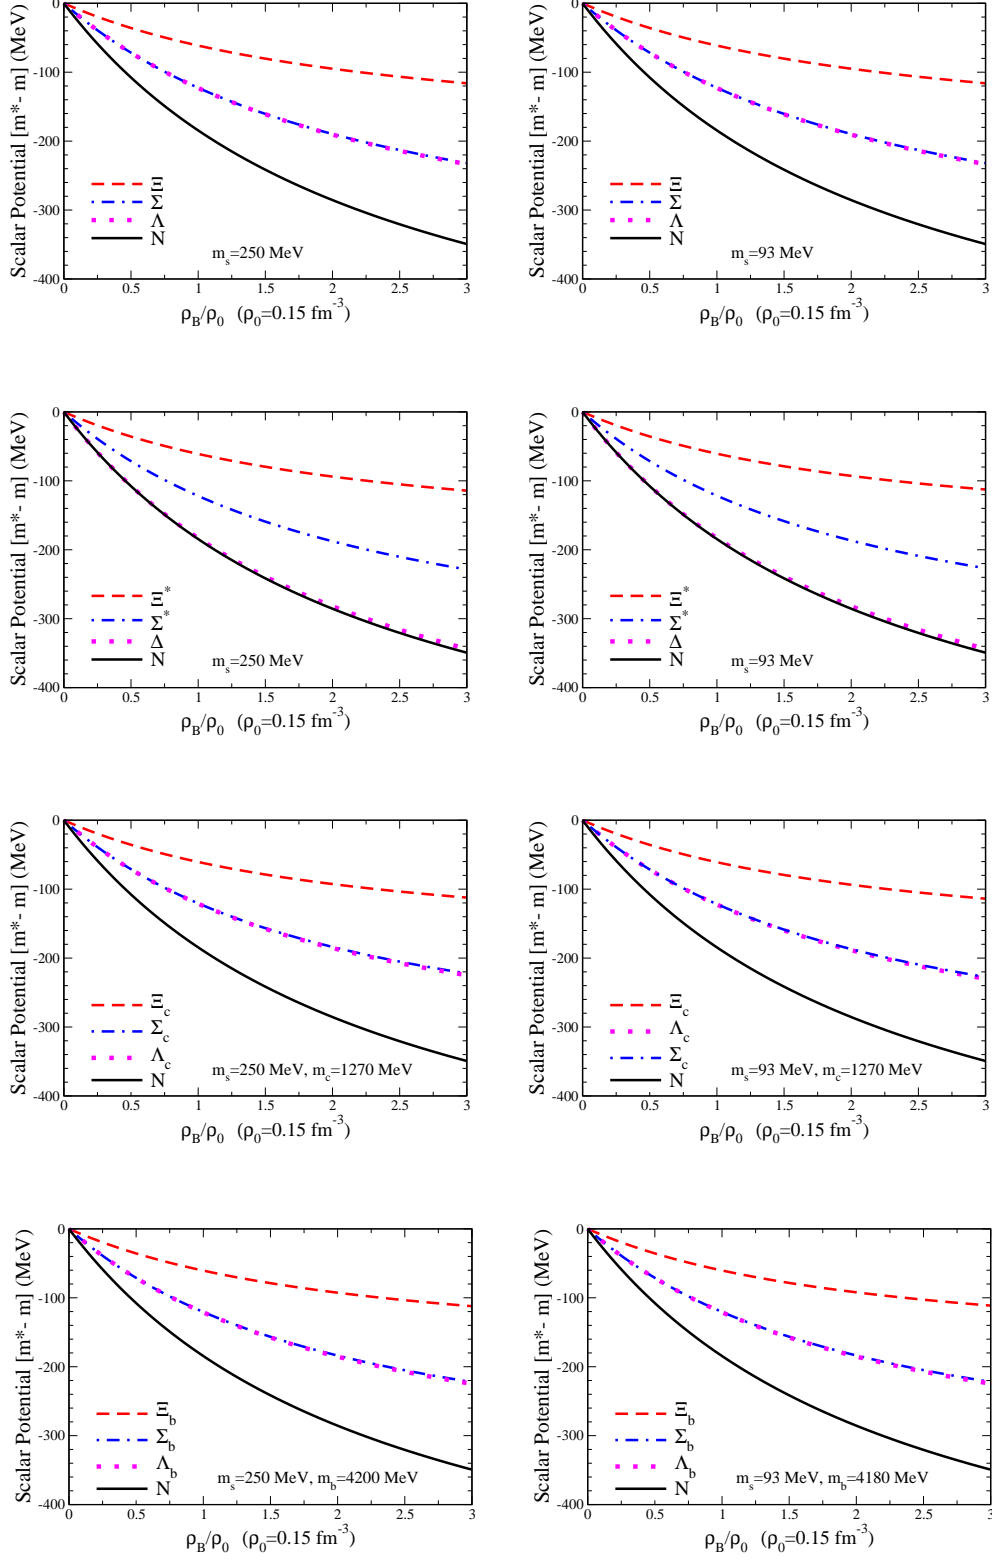 Scalar Potential [m*- m] (MeV)
0
-100
-200
-300
-400
Ξ
Σ
Λ
N
m_s=250 MeV
0 0.5 1 1.5 2 2.5 3
ρ_B/ρ_0 (ρ_0=0.15 fm^-3)
Scalar Potential [m*- m] (MeV)
0
-100
-200
-300
-400
Ξ
Σ
Λ
N
m_s=93 MeV
0 0.5 1 1.5 2 2.5 3
ρ_B/ρ_0 (ρ_0=0.15 fm^-3)
Scalar Potential [m*- m] (MeV)
0
-100
-200
-300
-400
Ξ*
Σ*
Δ
N
m_s=250 MeV
0 0.5 1 1.5 2 2.5 3
ρ_B/ρ_0 (ρ_0=0.15 fm^-3)
Scalar Potential [m*- m] (MeV)
0
-100
-200
-300
-400
Ξ*
Σ*
Δ
N
m_s=93 MeV
0 0.5 1 1.5 2 2.5 3
ρ_B/ρ_0 (ρ_0=0.15 fm^-3)
Scalar Potential [m*- m] (MeV)
0
-100
-200
-300
-400
Ξ_c
Σ_c
Λ_c
N
m_s=250 MeV, m_c=1270 MeV
0 0.5 1 1.5 2 2.5 3
ρ_B/ρ_0 (ρ_0=0.15 fm^-3)
Scalar Potential [m*- m] (MeV)
0
-100
-200
-300
-400
Ξ_c
Λ_c
Σ_c
N
m_s=93 MeV, m_c=1270 MeV
0 0.5 1 1.5 2 2.5 3
ρ_B/ρ_0 (ρ_0=0.15 fm^-3)
Scalar Potential [m*- m] (MeV)
0
-100
-200
-300
-400
Ξ_b
Σ_b
Λ_b
N
m_s=250 MeV, m_b=4200 MeV
0 0.5 1 1.5 2 2.5 3
ρ_B/ρ_0 (ρ_0=0.15 fm^-3)
Scalar Potential [m*- m] (MeV)
0
-100
-200
-300
-400
Ξ_b
Σ_b
Λ_b
N
m_s=93 MeV, m_b=4180 MeV
0 0.5 1 1.5 2 2.5 3
ρ_B/ρ_0 (ρ_0=0.15 fm^-3)